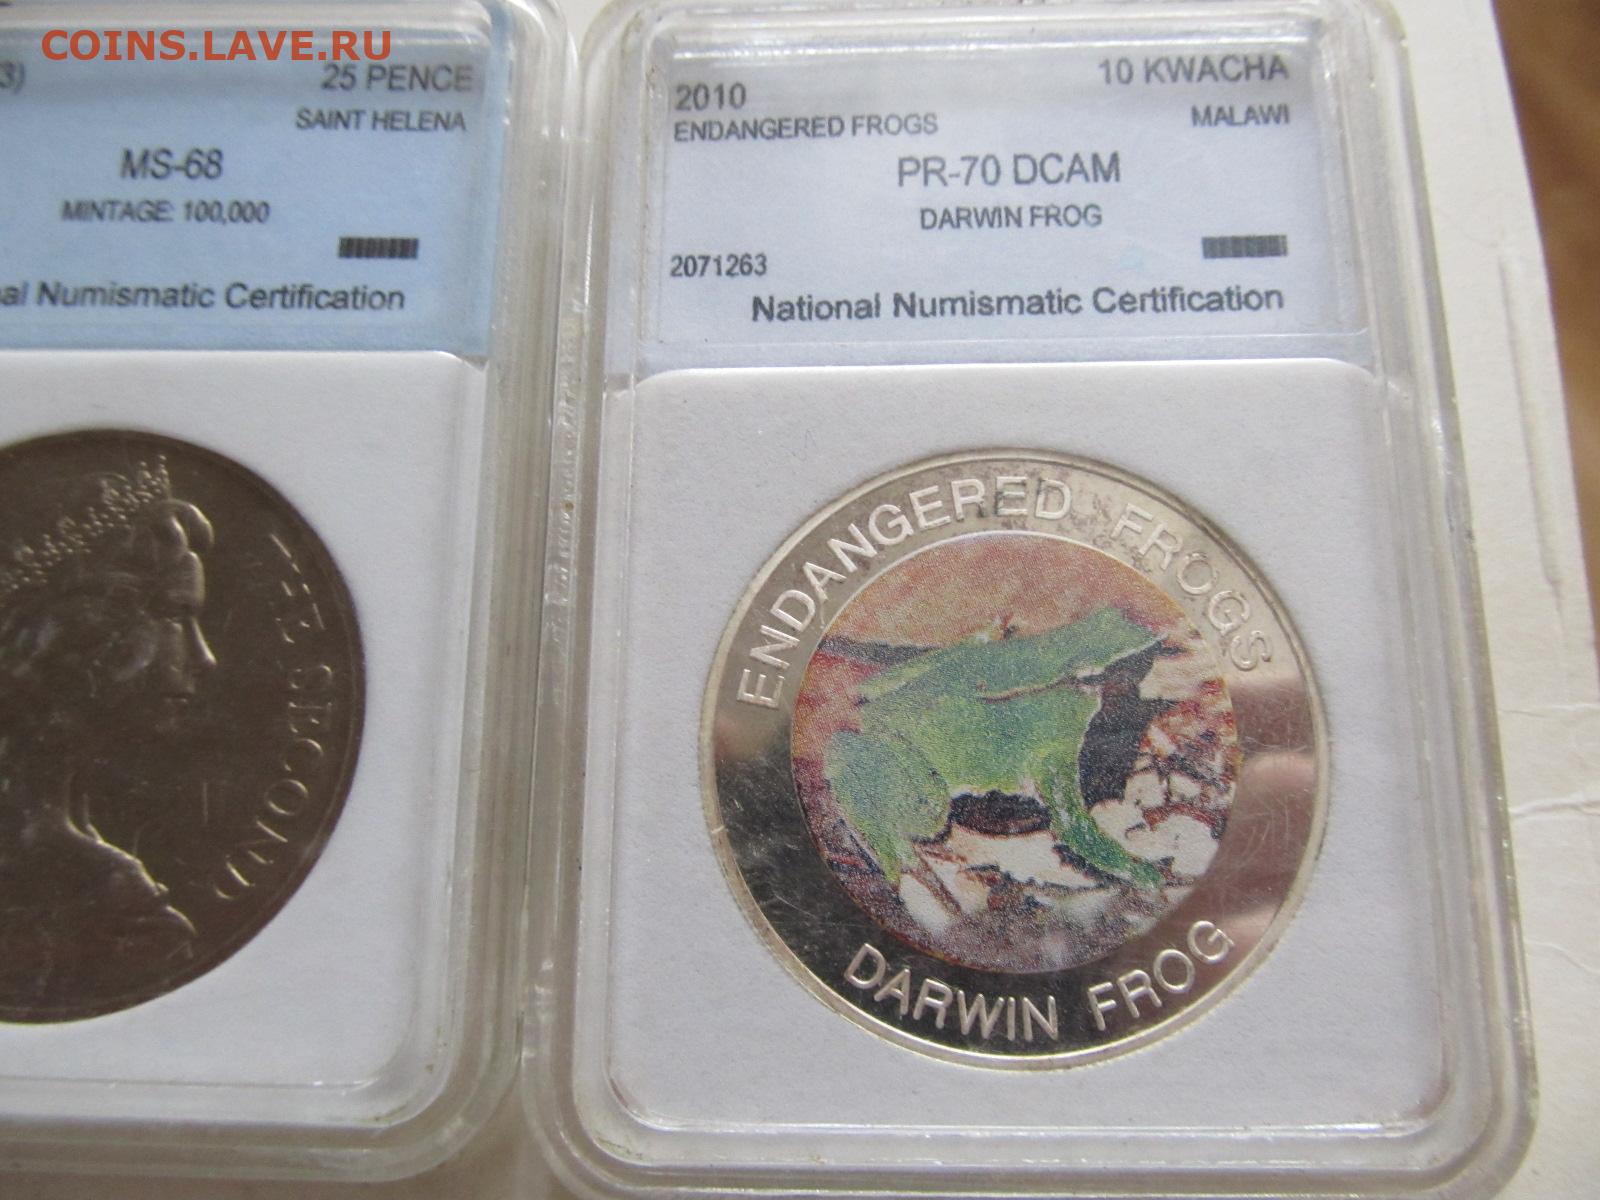 COINS.LAVE.RU
3) 25 PENCE
SAINT HELENA
MS-68
MINTAGE: 100,000
al Numismatic Certification
THE SECOND
2010 10 KWACHA
ENDANGERED FROGS MALAWI
PR-70 DCAM
DARWIN FROG
2071263
National Numismatic Certification
ENDANGERED FROGS
DARWIN FROG